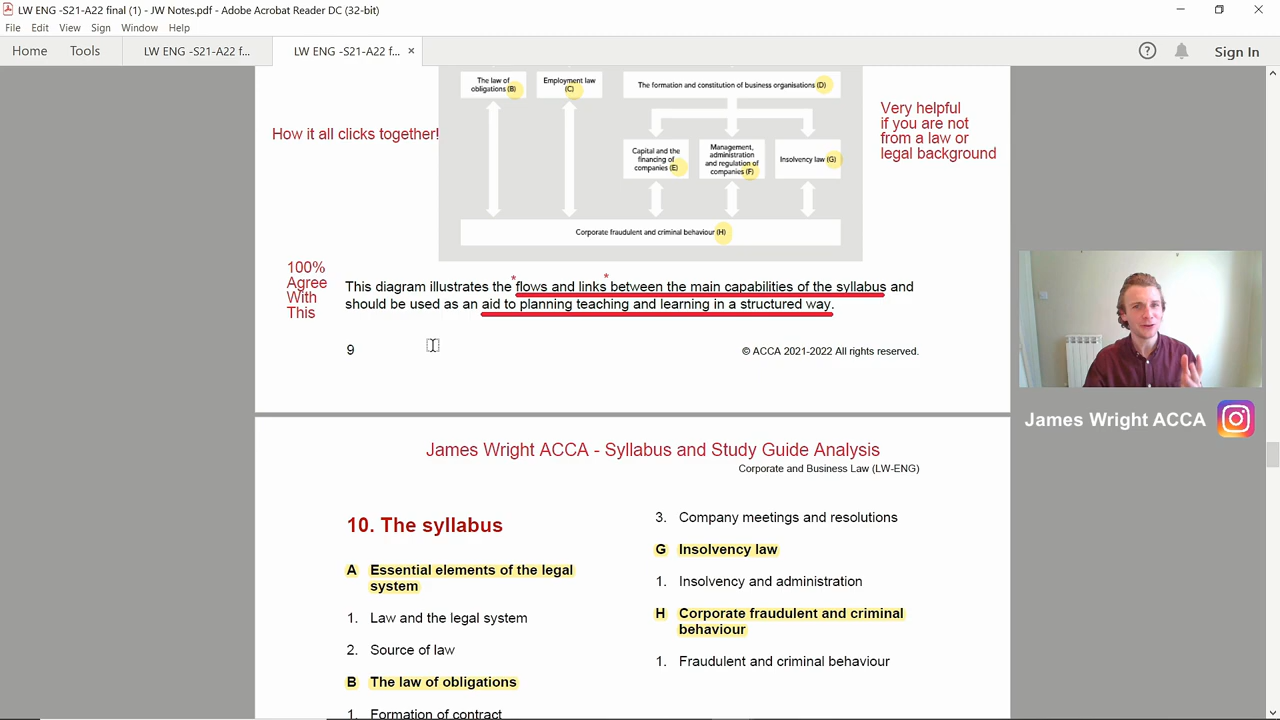 LW ENG -S21-A22 final (1) - JW Notes.pdf - Adobe Acrobat Reader DC (32-bit)
File Edit View Sign Window Help
Home Tools LW ENG -S21-A22 f... LW ENG -S21-A22 f... × Sign In
The law of
obligations (B)
Employment law
(C)
The formation and constitution of business organisations (D)
How it all clicks together!
Capital and the
financing of
companies (E)
Management,
administration
and regulation of
companies (F)
Insolvency law (G)
Very helpful
if you are not
from a law or
legal background
Corporate fraudulent and criminal behaviour (H)
100%
Agree
With
This
This diagram illustrates the *flows and links* between the main capabilities of the syllabus and
should be used as an aid to planning teaching and learning in a structured way.
9
© ACCA 2021-2022 All rights reserved.
James Wright ACCA
James Wright ACCA - Syllabus and Study Guide Analysis
Corporate and Business Law (LW-ENG)
10. The syllabus
A Essential elements of the legal
system
1. Law and the legal system
2. Source of law
B The law of obligations
1. Formation of contract
3. Company meetings and resolutions
G Insolvency law
1. Insolvency and administration
H Corporate fraudulent and criminal
behaviour
1. Fraudulent and criminal behaviour